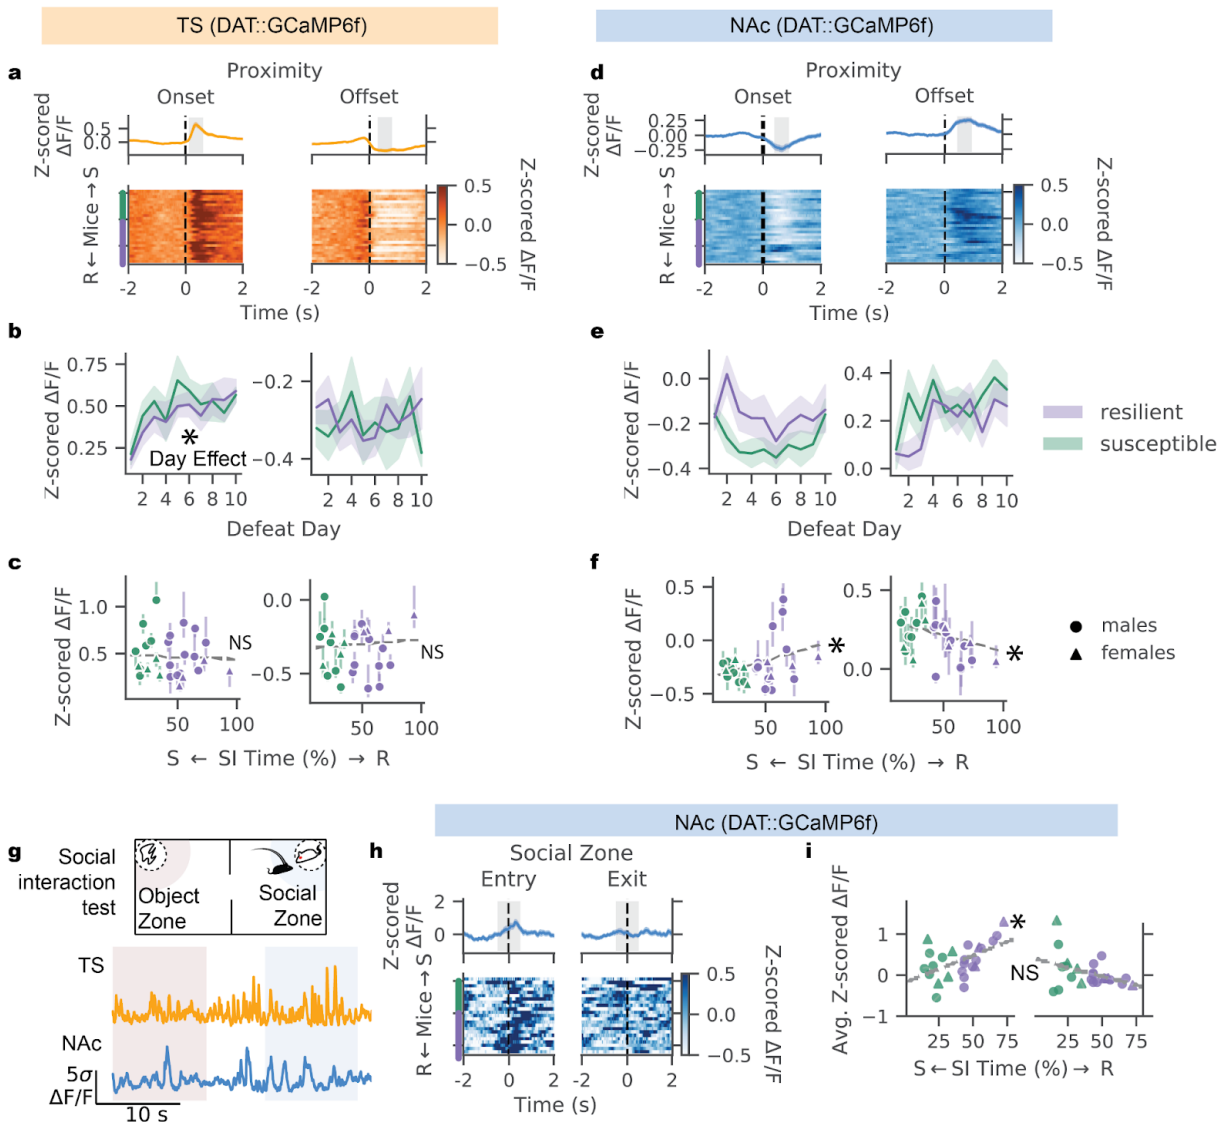 TS (DAT::GCaMP6f)
NAc (DAT::GCaMP6f)
a
Proximity
Onset
Offset
Z-scored
ΔF/F
0.5
0.0
R ← Mice → S
0.5
0.0
−0.5
Z-scored ΔF/F
-2
0
2
-2
0
2
Time (s)
d
Proximity
Onset
Offset
Z-scored
ΔF/F
0.25
0.00
−0.25
R ← Mice → S
0.5
0.0
−0.5
Z-scored ΔF/F
-2
0
2
-2
0
2
Time (s)
b
Z-scored ΔF/F
0.75
0.50
0.25
*
Day Effect
−0.2
−0.4
2 4 6 8 10
2 4 6 8 10
Defeat Day
e
Z-scored ΔF/F
0.0
−0.2
−0.4
0.4
0.2
0.0
2 4 6 8 10
2 4 6 8 10
Defeat Day
resilient
susceptible
c
Z-scored ΔF/F
1.0
0.5
NS
0.0
−0.5
NS
50 100
50 100
S ← SI Time (%) → R
f
Z-scored ΔF/F
0.5
0.0
−0.5
*
0.5
0.0
*
50 100
50 100
S ← SI Time (%) → R
males
females
g
Social
interaction
test
Object
Zone
Social
Zone
TS
NAc
5σ
ΔF/F
10 s
NAc (DAT::GCaMP6f)
h
Social Zone
Entry
Exit
Z-scored
ΔF/F
2
0
R ← Mice → S
0.5
0.0
−0.5
Z-scored ΔF/F
-2
0
2
-2
0
2
Time (s)
i
Avg. Z-scored ΔF/F
1
0
−1
*
NS
25 50 75
25 50 75
S ← SI Time (%) → R